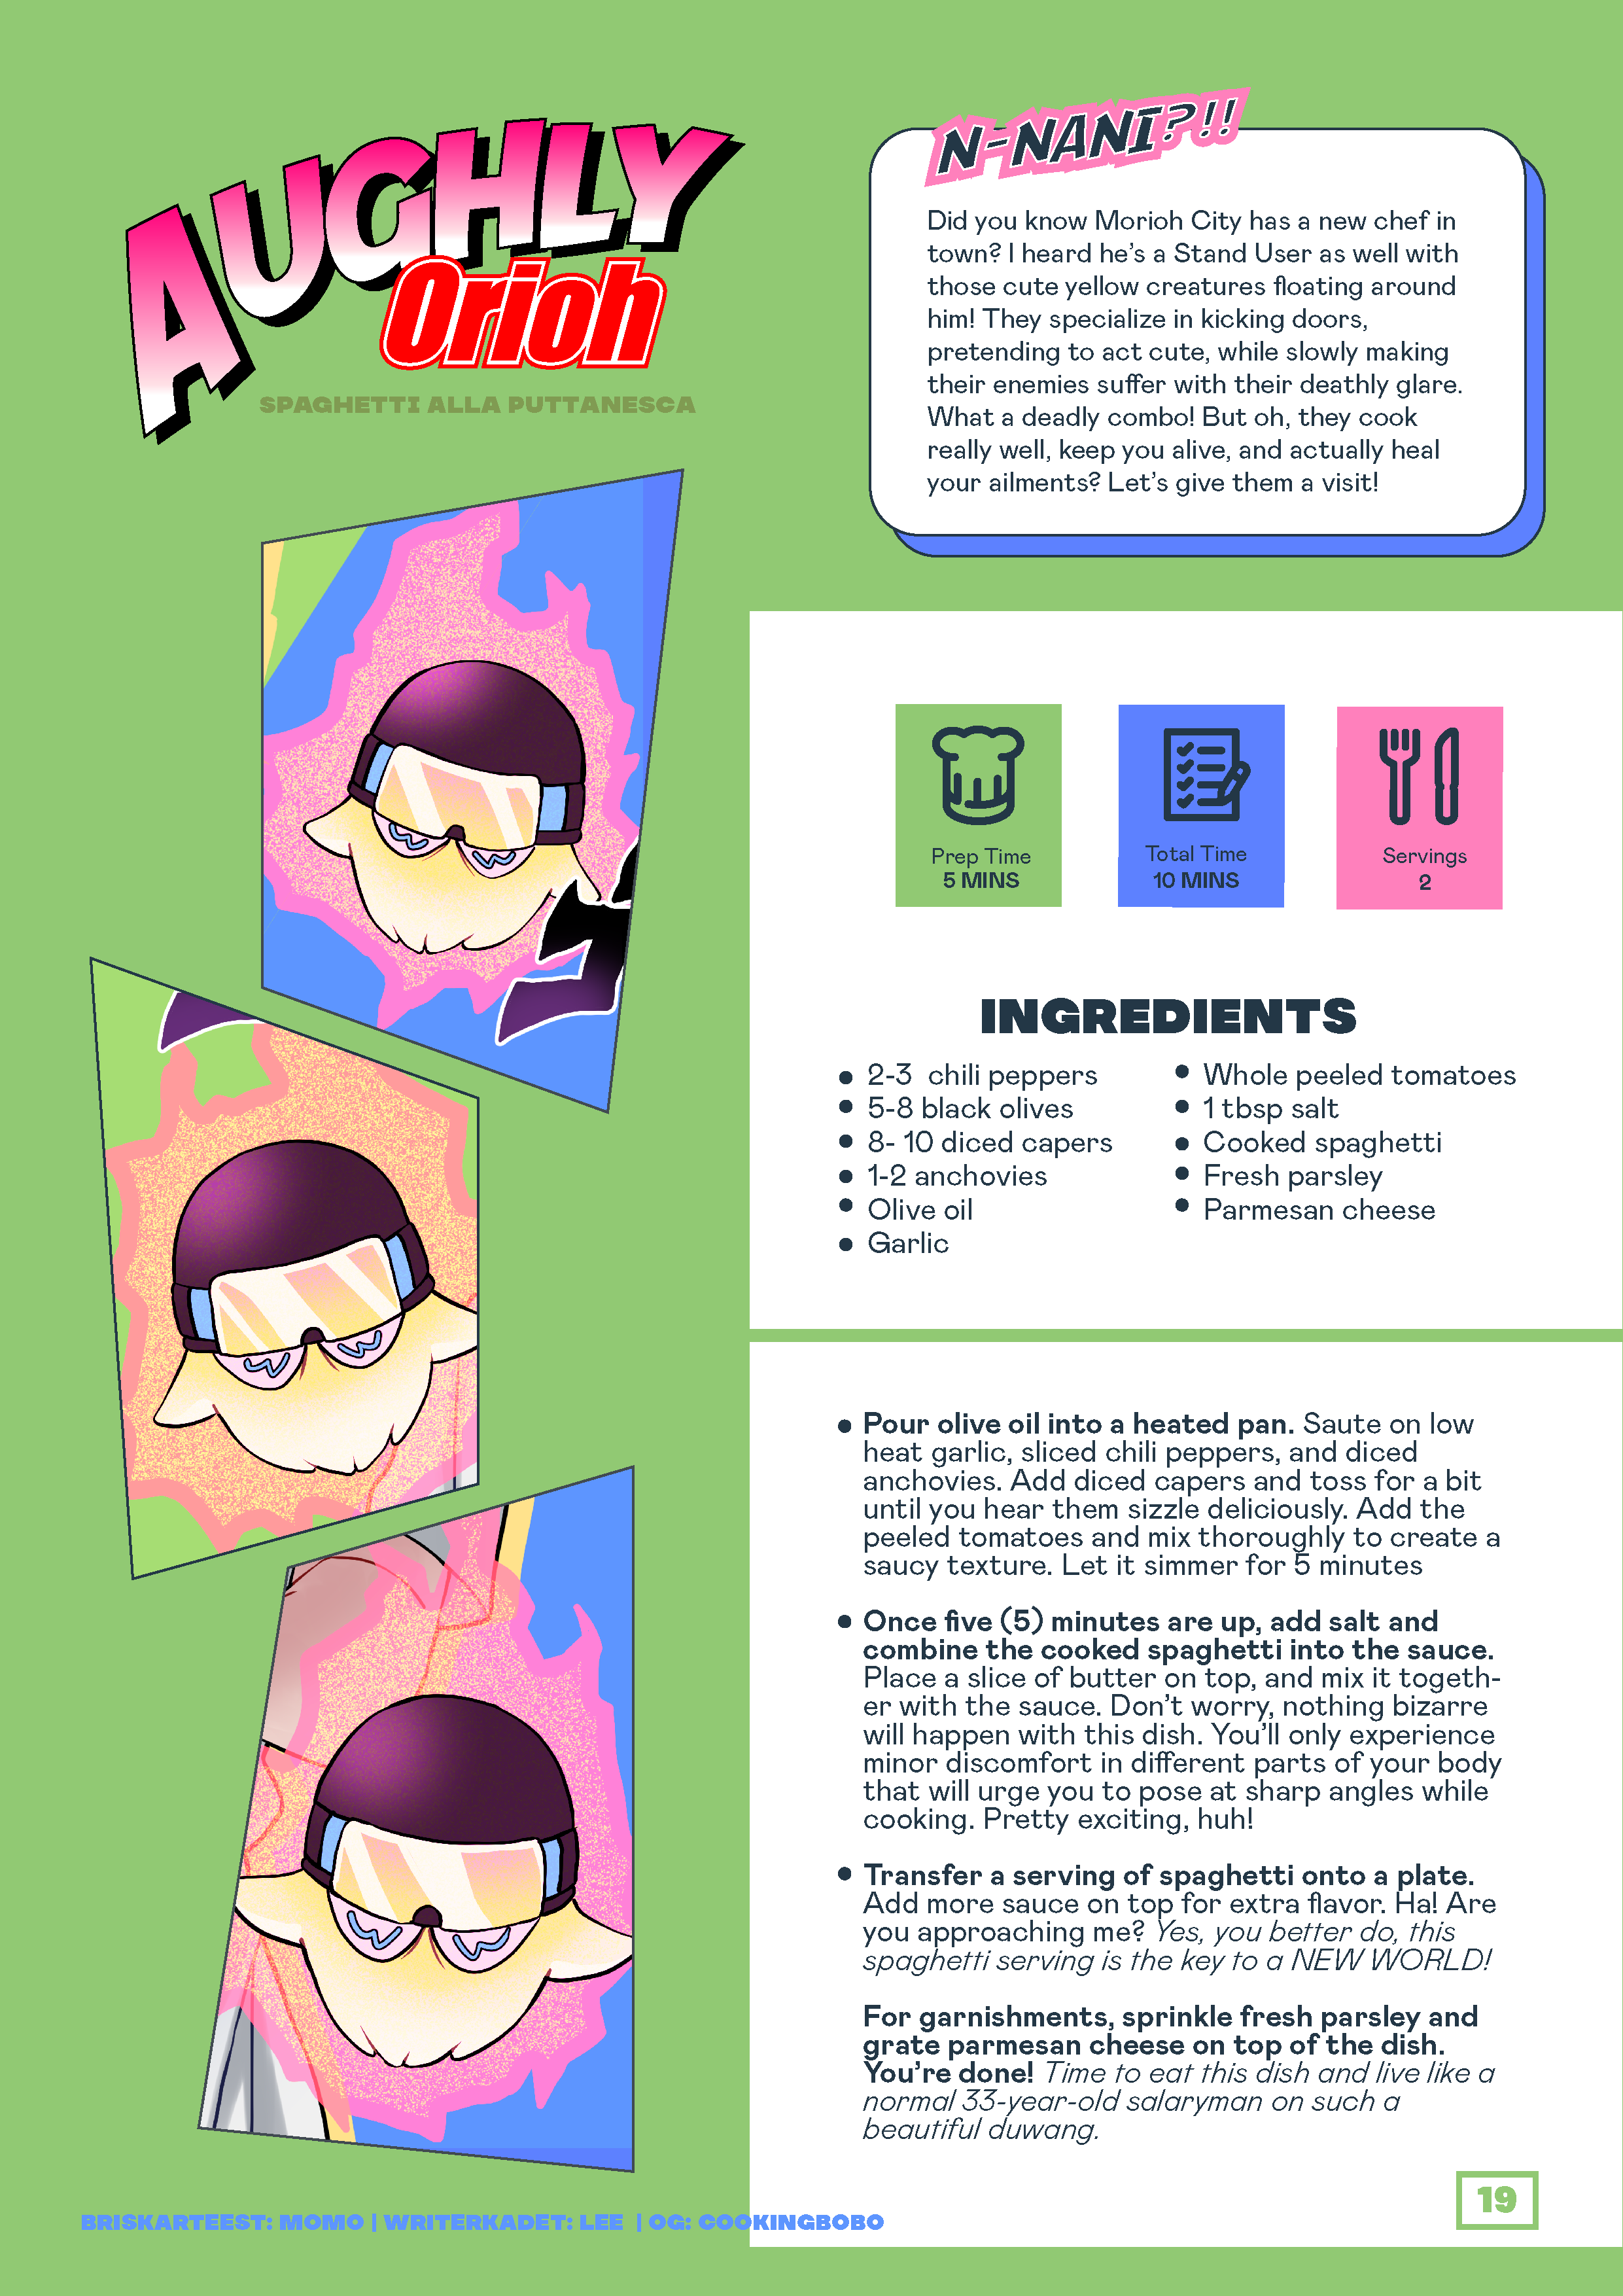 AUGHLY
Orioh
SPAGHETTI ALLA PUTTANESCA
N-NANI?!!
Did you know Morioh City has a new chef in
town? I heard he's a Stand User as well with
those cute yellow creatures floating around
him! They specialize in kicking doors,
pretending to act cute, while slowly making
their enemies suffer with their deathly glare.
What a deadly combo! But oh, they cook
really well, keep you alive, and actually heal
your ailments? Let's give them a visit!
Prep Time
5 MINS
Total Time
10 MINS
Servings
2
INGREDIENTS
• 2-3  chili peppers
• 5-8 black olives
• 8- 10 diced capers
• 1-2 anchovies
• Olive oil
• Garlic
• Whole peeled tomatoes
• 1 tbsp salt
• Cooked spaghetti
• Fresh parsley
• Parmesan cheese
• Pour olive oil into a heated pan. Saute on low
heat garlic, sliced chili peppers, and diced
anchovies. Add diced capers and toss for a bit
until you hear them sizzle deliciously. Add the
peeled tomatoes and mix thoroughly to create a
saucy texture. Let it simmer for 5 minutes
• Once five (5) minutes are up, add salt and
combine the cooked spaghetti into the sauce.
Place a slice of butter on top, and mix it togeth-
er with the sauce. Don't worry, nothing bizarre
will happen with this dish. You'll only experience
minor discomfort in different parts of your body
that will urge you to pose at sharp angles while
cooking. Pretty exciting, huh!
• Transfer a serving of spaghetti onto a plate.
Add more sauce on top for extra flavor. Ha! Are
you approaching me? Yes, you better do, this
spaghetti serving is the key to a NEW WORLD!
For garnishments, sprinkle fresh parsley and
grate parmesan cheese on top of the dish.
You're done! Time to eat this dish and live like a
normal 33-year-old salaryman on such a
beautiful duwang.
BRISKARTEEST: MOMO | WRITERKADET: LEE | OG: COOKINGBOBO
19